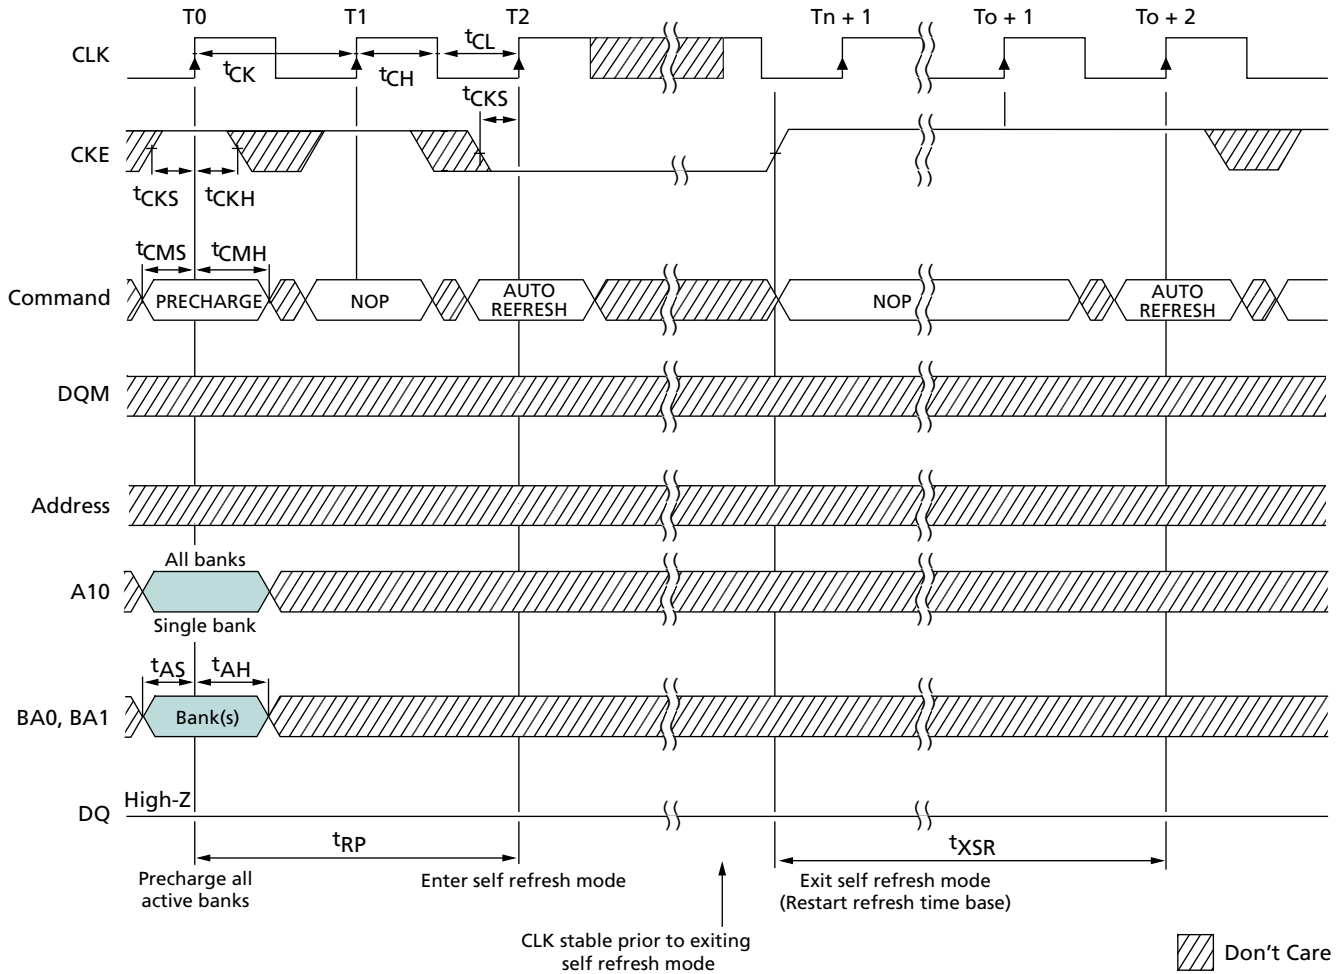 T0 T1 T2 Tn + 1 To + 1 To + 2
CLK
tCK tCH tCL
tCKS
CKE
tCKS tCKH
tCMS tCMH
Command PRECHARGE NOP AUTO REFRESH NOP AUTO REFRESH
DQM
Address
All banks
A10
Single bank
tAS tAH
BA0, BA1 Bank(s)
High-Z
DQ
tRP tXSR
Precharge all
active banks
Enter self refresh mode
Exit self refresh mode
(Restart refresh time base)
CLK stable prior to exiting
self refresh mode
Don't Care